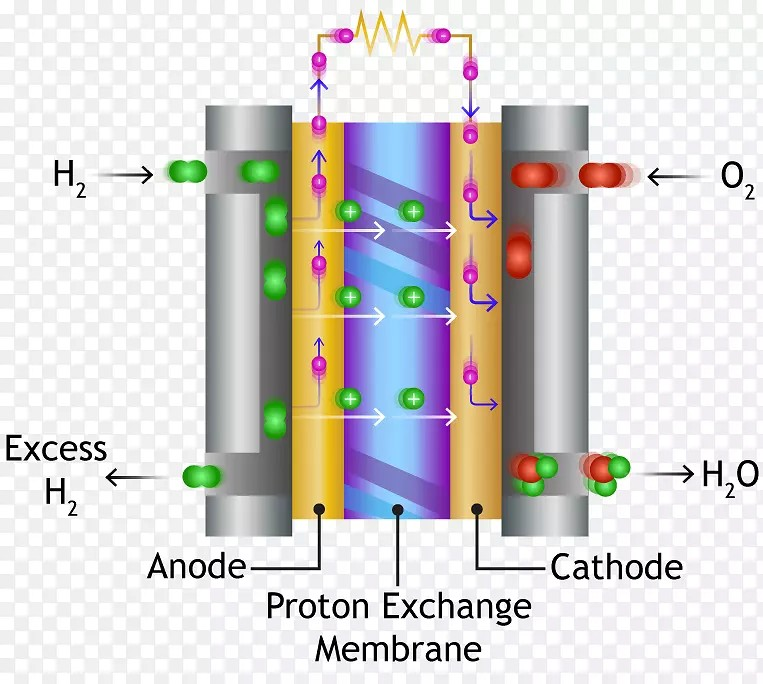 H₂
O₂
Excess
H₂
H₂O
Anode
Cathode
Proton Exchange
Membrane